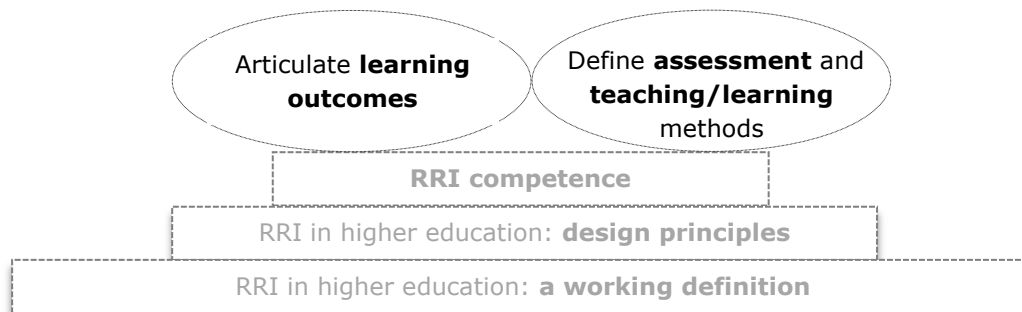 Articulate learning
outcomes
Define assessment and
teaching/learning
methods
RRI competence
RRI in higher education: design principles
RRI in higher education: a working definition